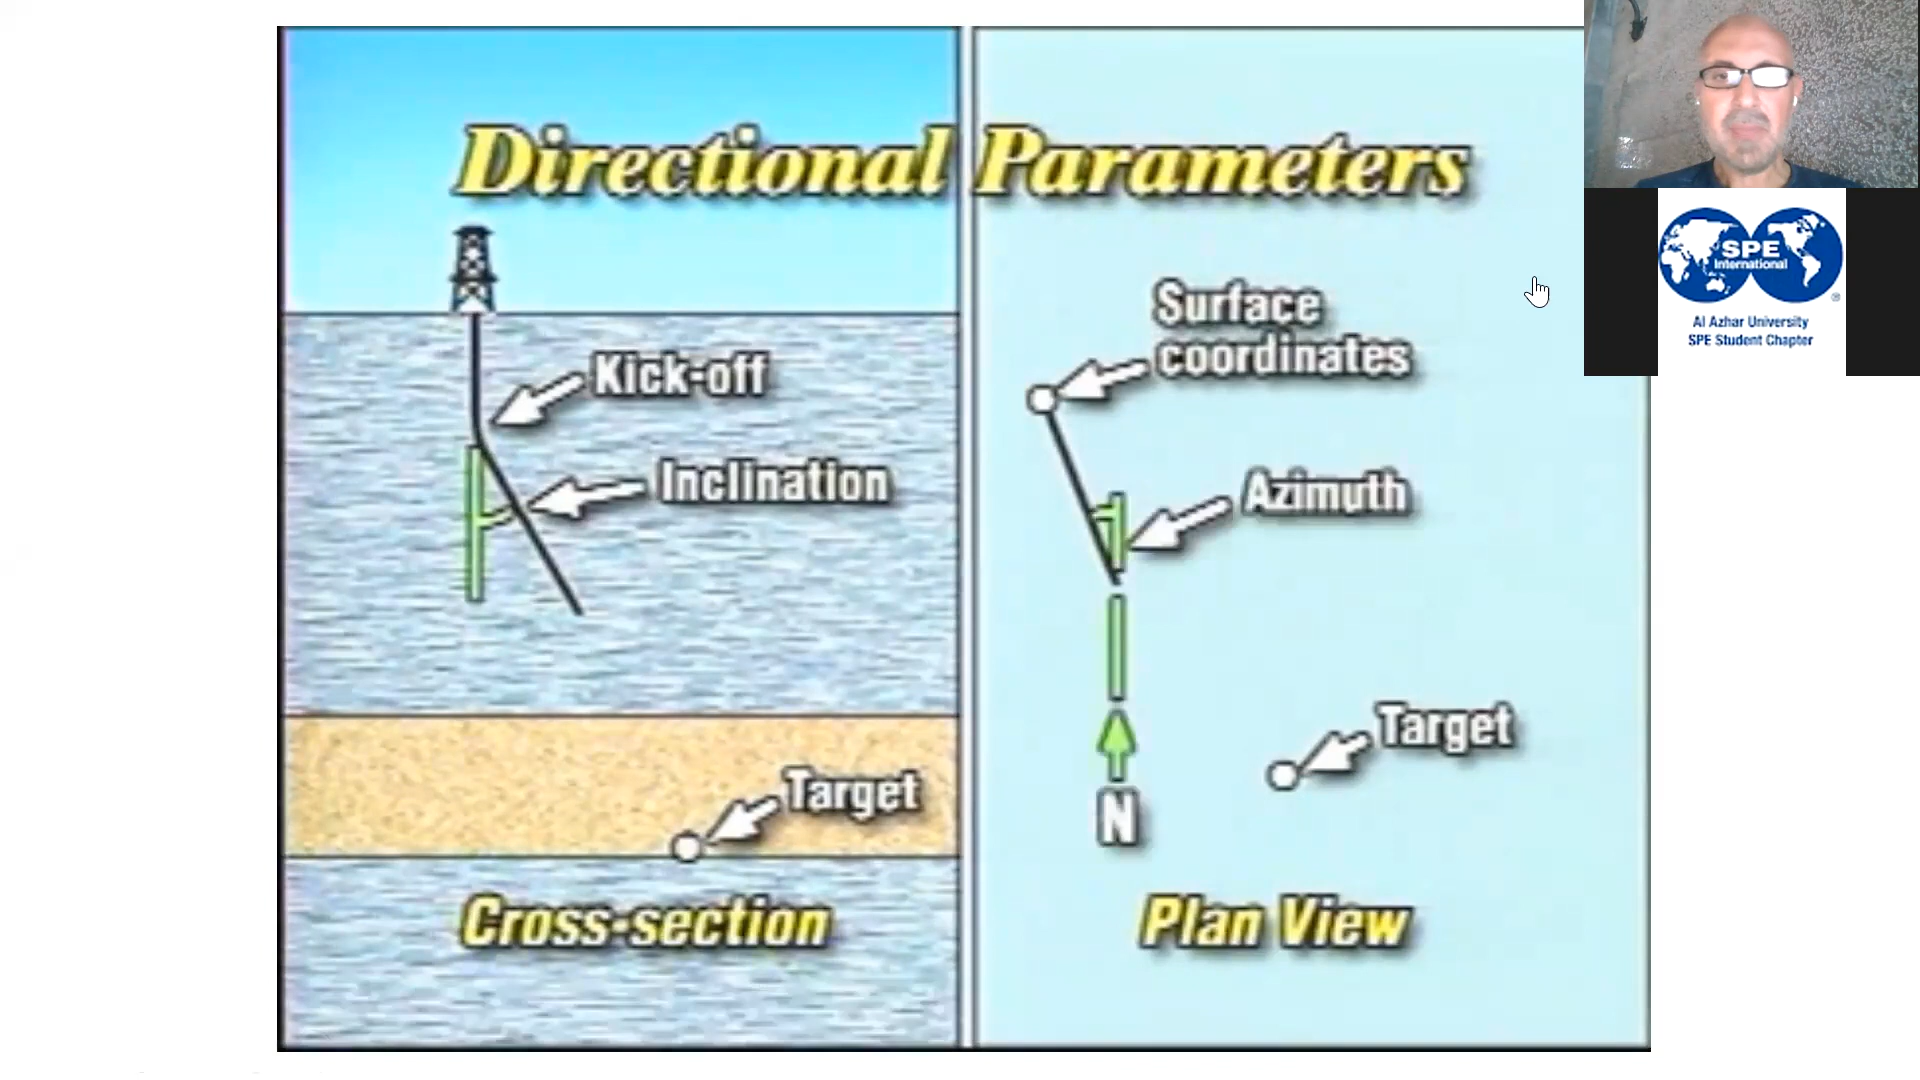 Directional Parameters
Kick-off
Inclination
Target
Cross-section
Surface
coordinates
Azimuth
Target
N
Plan View
SPE
International
®
Al Azhar University
SPE Student Chapter